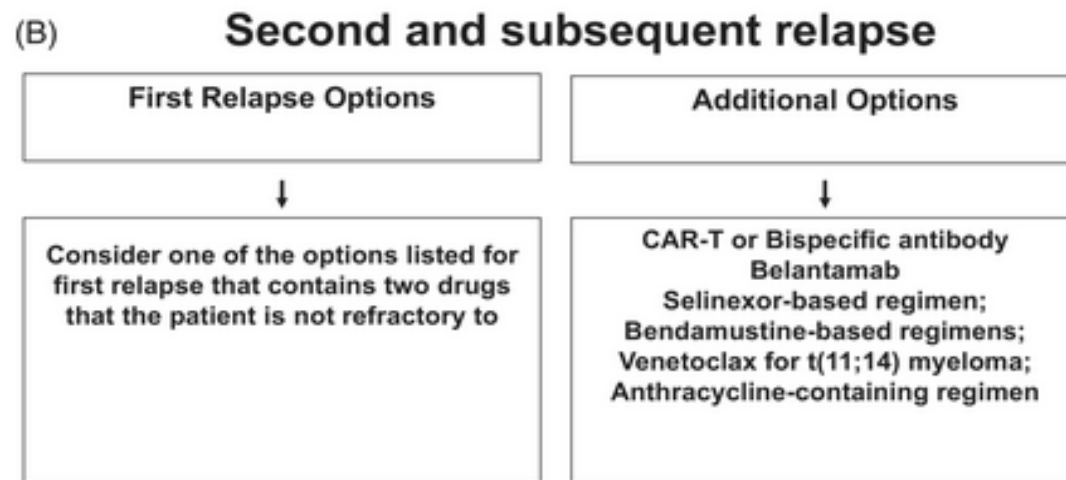 (B)
Second and subsequent relapse
First Relapse Options
Consider one of the options listed for
first relapse that contains two drugs
that the patient is not refractory to
Additional Options
CAR-T or Bispecific antibody
Belantamab
Selinexor-based regimen;
Bendamustine-based regimens;
Venetoclax for t(11;14) myeloma;
Anthracycline-containing regimen